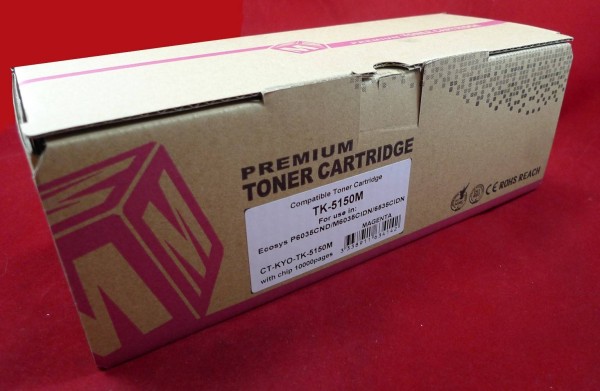 PREMIUM
TONER CARTRIDGE
Compatible Toner Cartridge
TK-5150M
For use in:
Ecosys P6035CND/M6035CIDN/6535CIDN
MAGENTA
CT-KYO-TK-5150M
with chip 10000pages
CE ROHS REACH